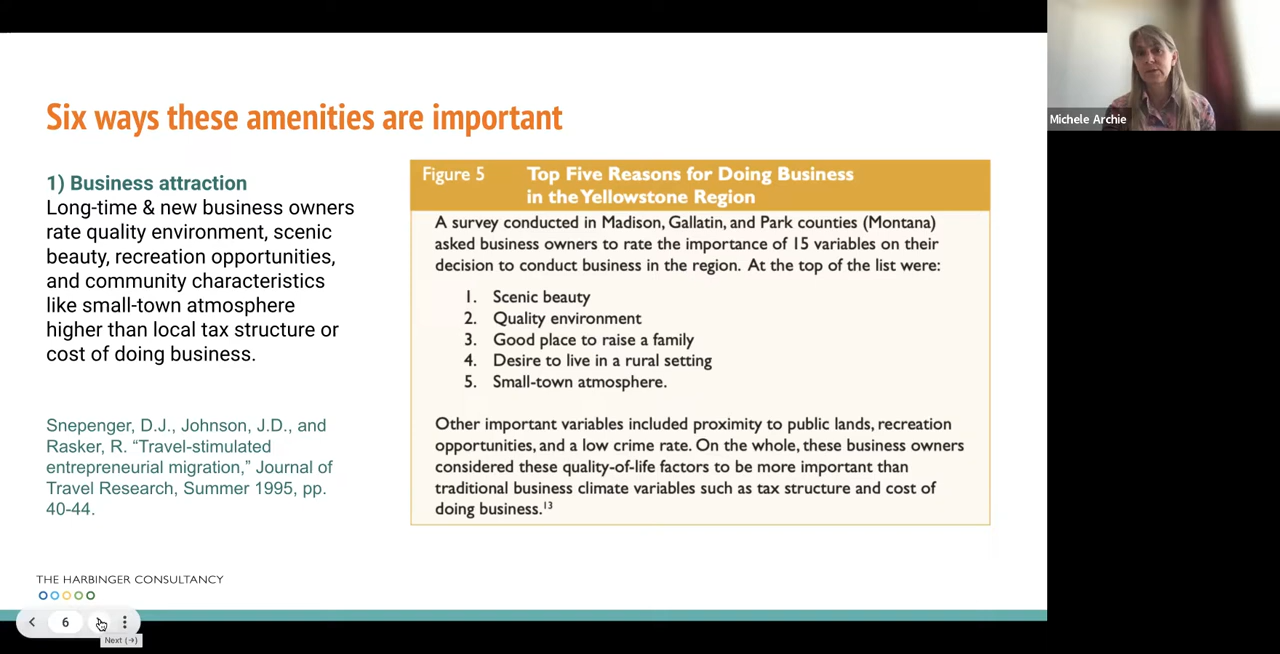 Six ways these amenities are important
1) Business attraction
Long-time & new business owners
rate quality environment, scenic
beauty, recreation opportunities,
and community characteristics
like small-town atmosphere
higher than local tax structure or
cost of doing business.
Snepenger, D.J., Johnson, J.D., and
Rasker, R. “Travel-stimulated
entrepreneurial migration,” Journal of
Travel Research, Summer 1995, pp.
40-44.
Figure 5 Top Five Reasons for Doing Business
in the Yellowstone Region
A survey conducted in Madison, Gallatin, and Park counties (Montana)
asked business owners to rate the importance of 15 variables on their
decision to conduct business in the region. At the top of the list were:
1. Scenic beauty
2. Quality environment
3. Good place to raise a family
4. Desire to live in a rural setting
5. Small-town atmosphere.
Other important variables included proximity to public lands, recreation
opportunities, and a low crime rate. On the whole, these business owners
considered these quality-of-life factors to be more important than
traditional business climate variables such as tax structure and cost of
doing business.13
THE HARBINGER CONSULTANCY
6
Next (→)
Michele Archie